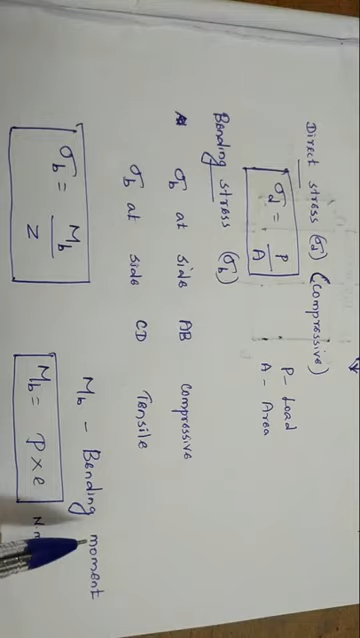 Direct stress (σd) (compressive)
σd = P/A
P - Load
A - Area
Bending stress (σb)
σb at side AB compressive
σb at side CD Tensile
σb = Mb/Z
Mb - Bending moment
Mb = P × e